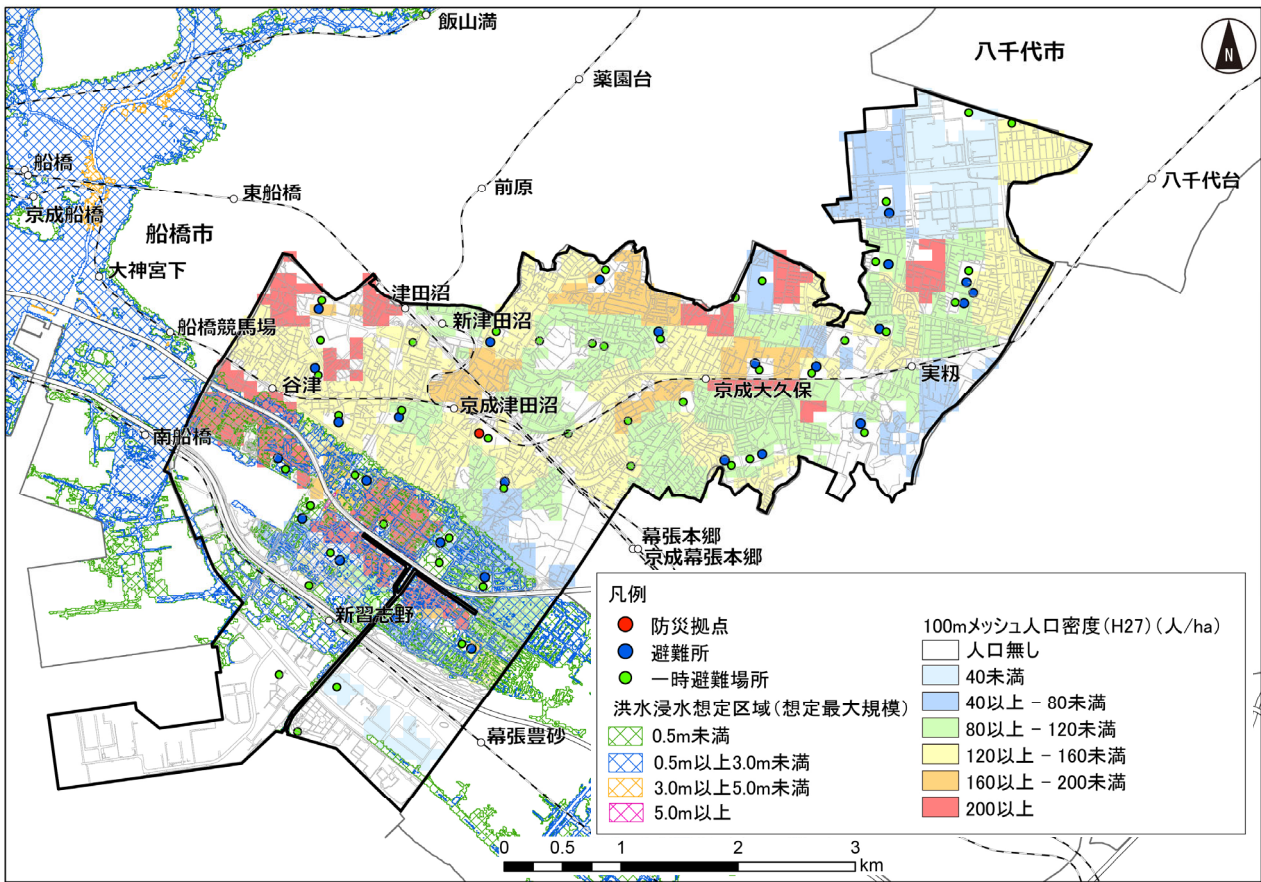 飯山満
八千代市
N
薬園台
船橋
東船橋
前原
八千代台
京成船橋
船橋市
大神宮下
津田沼
新津田沼
船橋競馬場
谷津
京成津田沼
京成大久保
実籾
南船橋
幕張本郷
京成幕張本郷
新習志野
幕張豊砂
凡例
防災拠点
避難所
一時避難場所
洪水浸水想定区域(想定最大規模)
0.5m未満
0.5m以上3.0m未満
3.0m以上5.0m未満
5.0m以上
100mメッシュ人口密度(H27)(人/ha)
人口無し
40未満
40以上 - 80未満
80以上 - 120未満
120以上 - 160未満
160以上 - 200未満
200以上
0 0.5 1 2 3
km